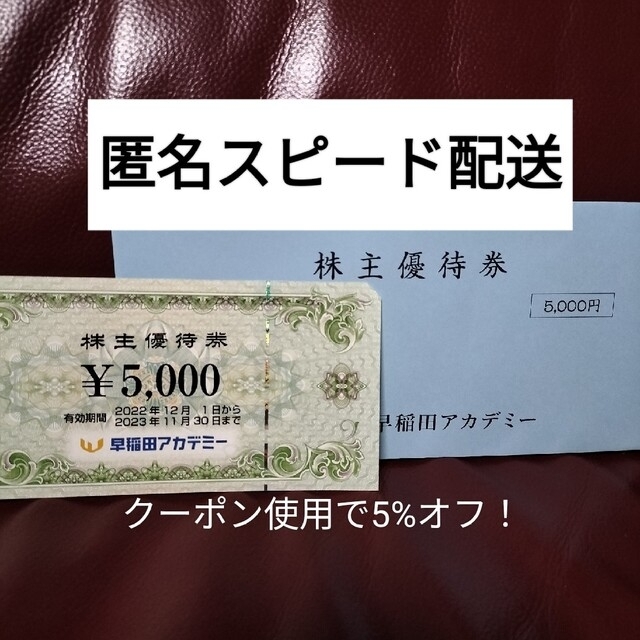 匿名スピード配送
株主優待券
5,000円
早稲田アカデミー
株主優待券
￥5,000
有効期間 2022年12月 1日から
2023年11月30日まで
早稲田アカデミー
クーポン使用で5%オフ！